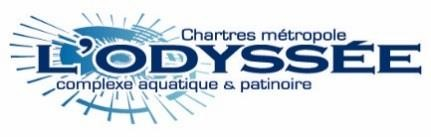 Chartres métropole
L'ODYSSÉE
complexe aquatique & patinoire